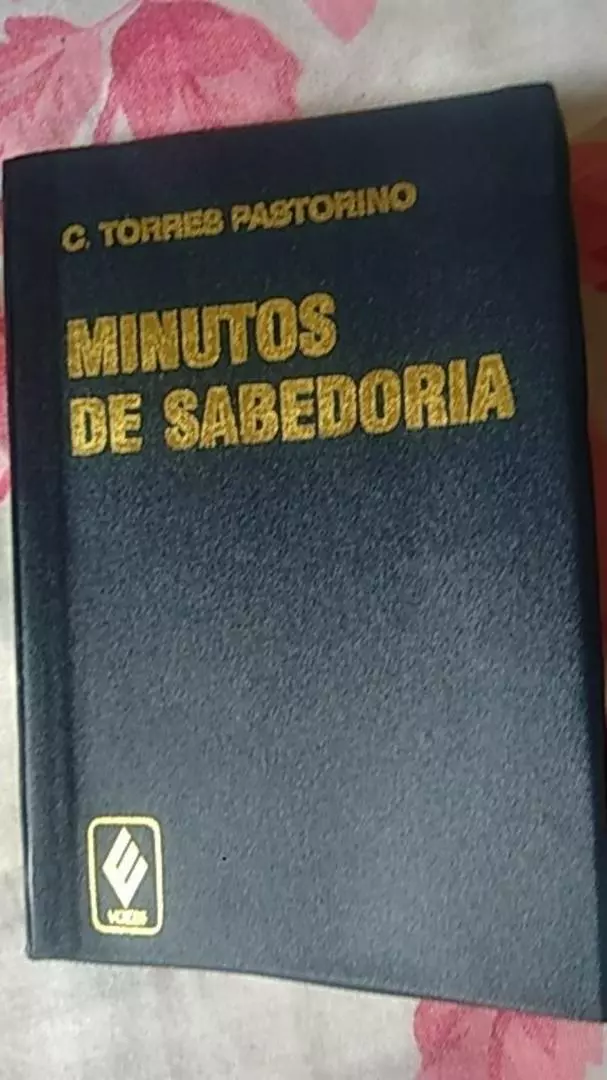 C. TORRES PASTORINO
MINUTOS
DE SABEDORIA
VOZES